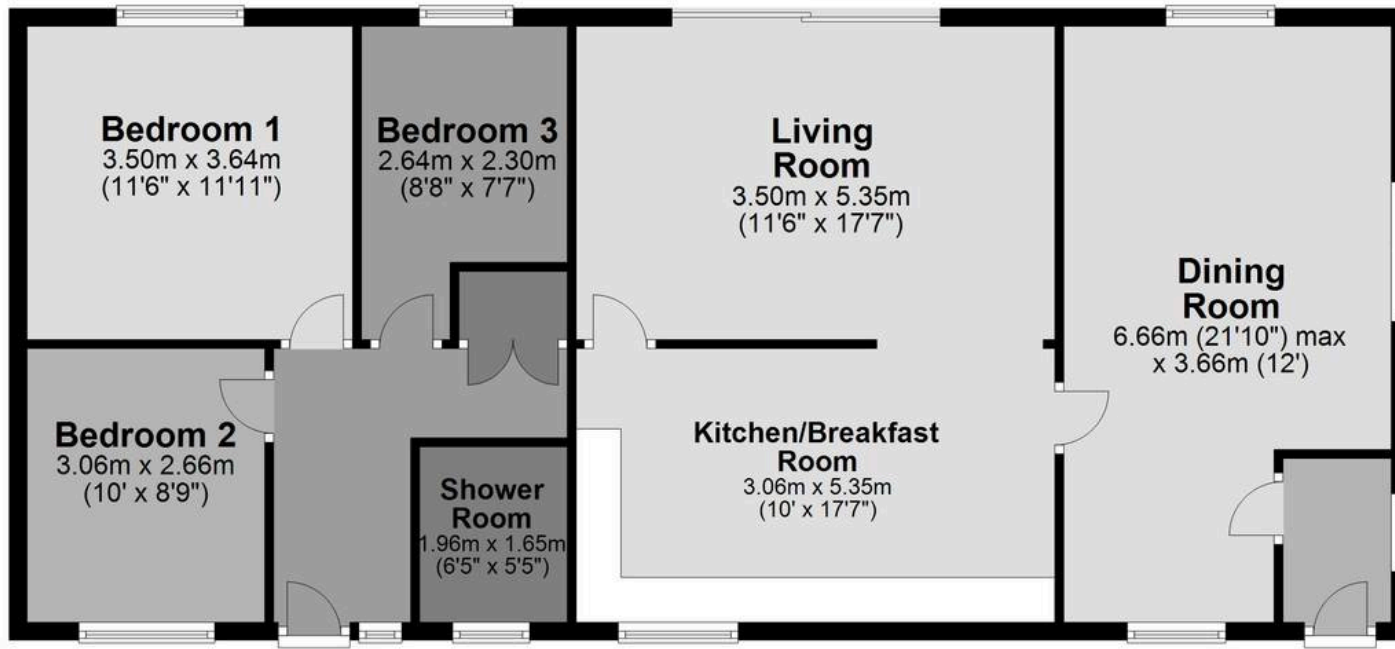 Bedroom 1
3.50m x 3.64m
(11'6" x 11'11")
Bedroom 3
2.64m x 2.30m
(8'8" x 7'7")
Living
Room
3.50m x 5.35m
(11'6" x 17'7")
Dining
Room
6.66m (21'10") max
x 3.66m (12')
Bedroom 2
3.06m x 2.66m
(10' x 8'9")
Shower
Room
1.96m x 1.65m
(6'5" x 5'5")
Kitchen/Breakfast
Room
3.06m x 5.35m
(10' x 17'7")